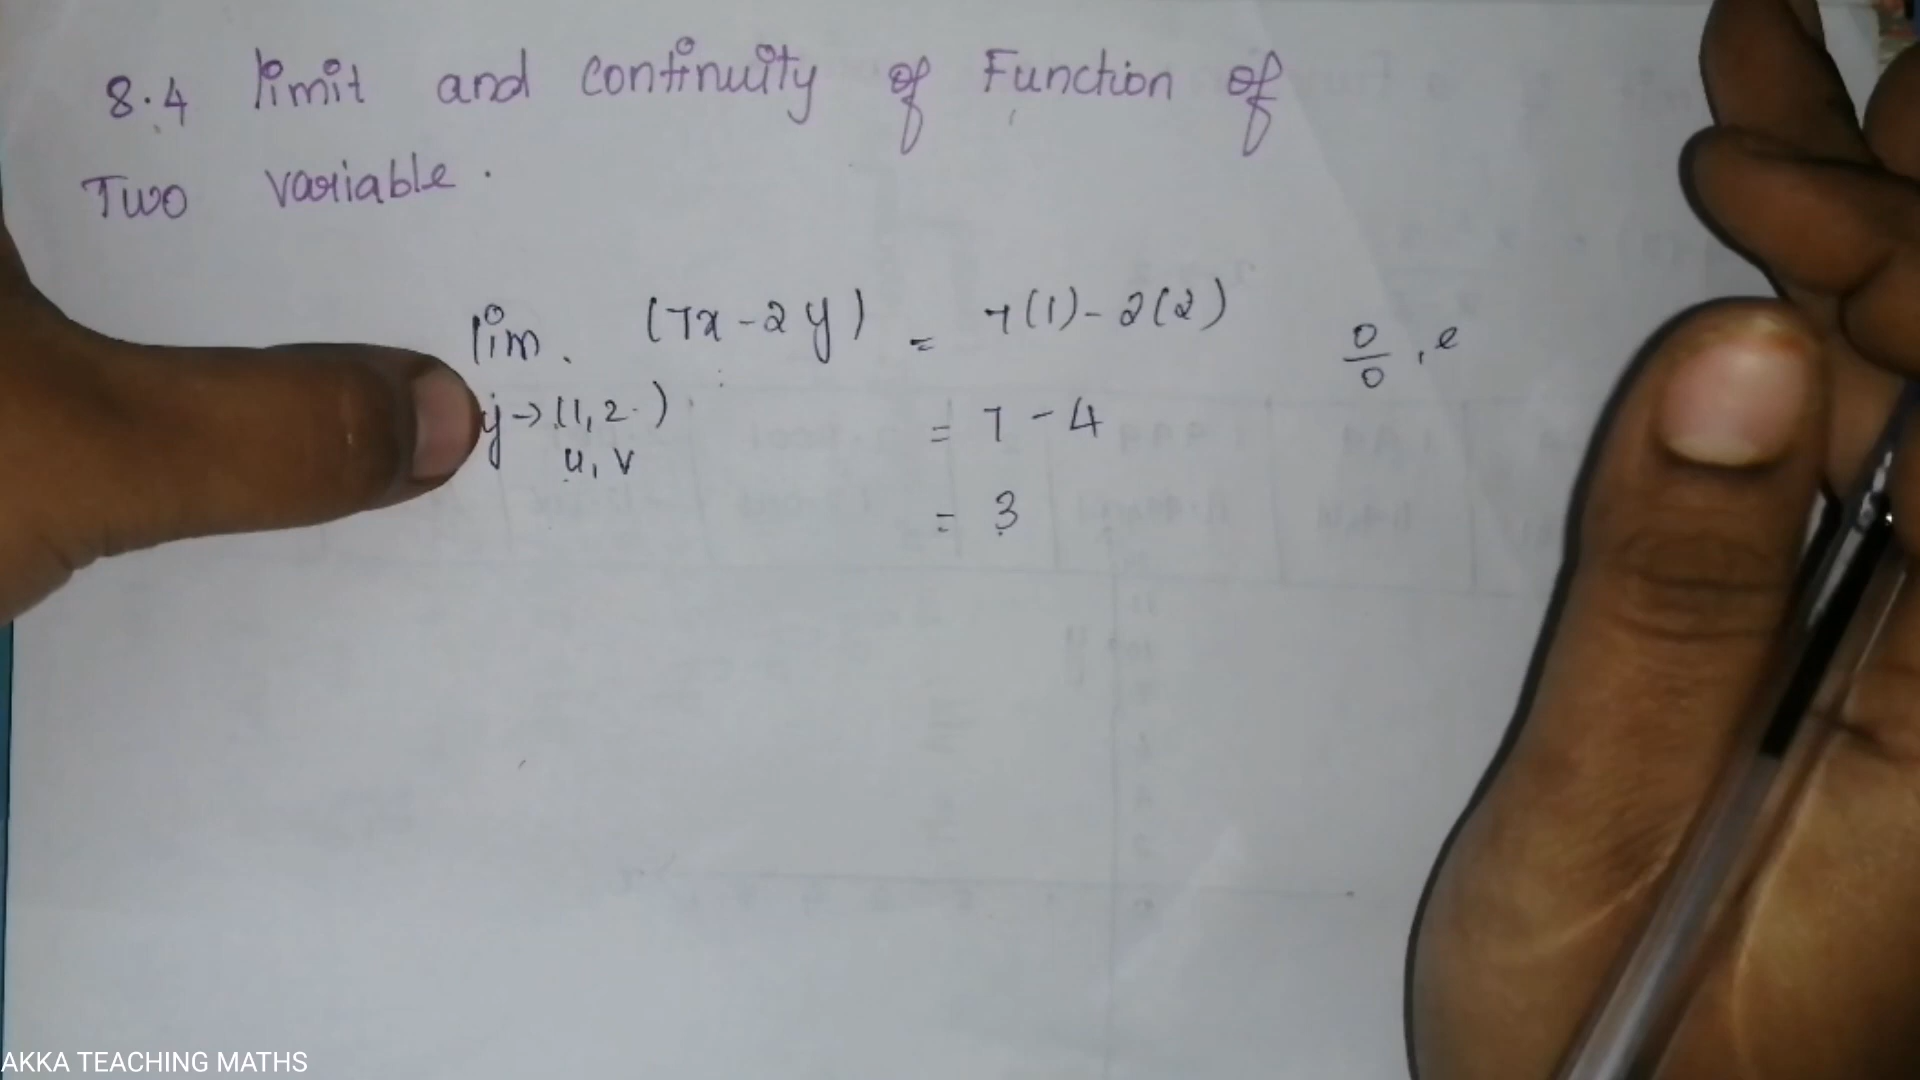 8.4 limit and continuity of Function of
Two variable.
lim (7x-2y) = 7(1)-2(2) 0/0, e
y→(1,2) = 7-4
u, v
= 3
AKKA TEACHING MATHS